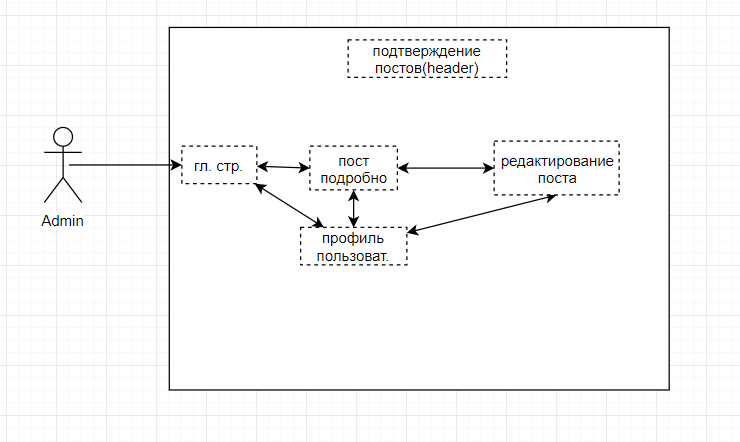 подтверждение
постов(header)
гл. стр.
пост
подробно
редактирование
поста
Admin
профиль
пользоват.